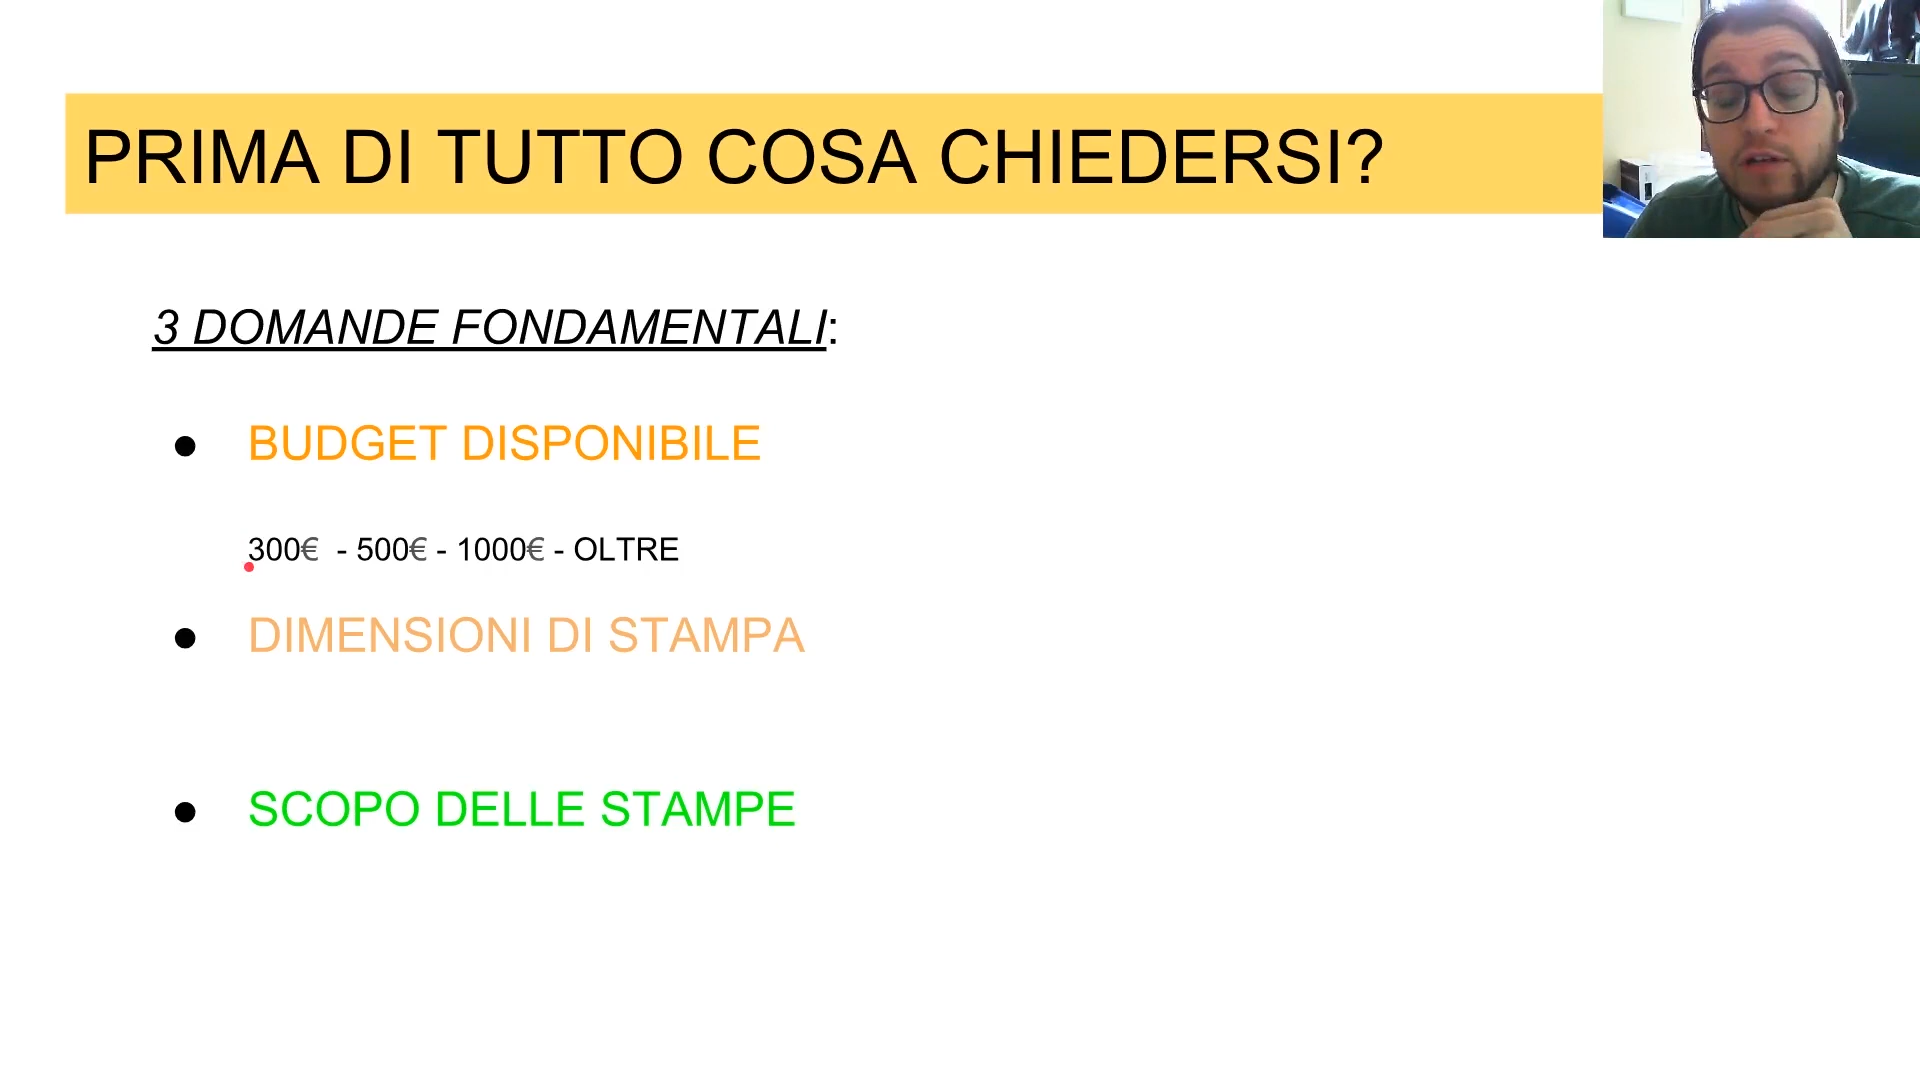 PRIMA DI TUTTO COSA CHIEDERSI?
3 DOMANDE FONDAMENTALI:
● BUDGET DISPONIBILE
300€ - 500€ - 1000€ - OLTRE
● DIMENSIONI DI STAMPA
● SCOPO DELLE STAMPE